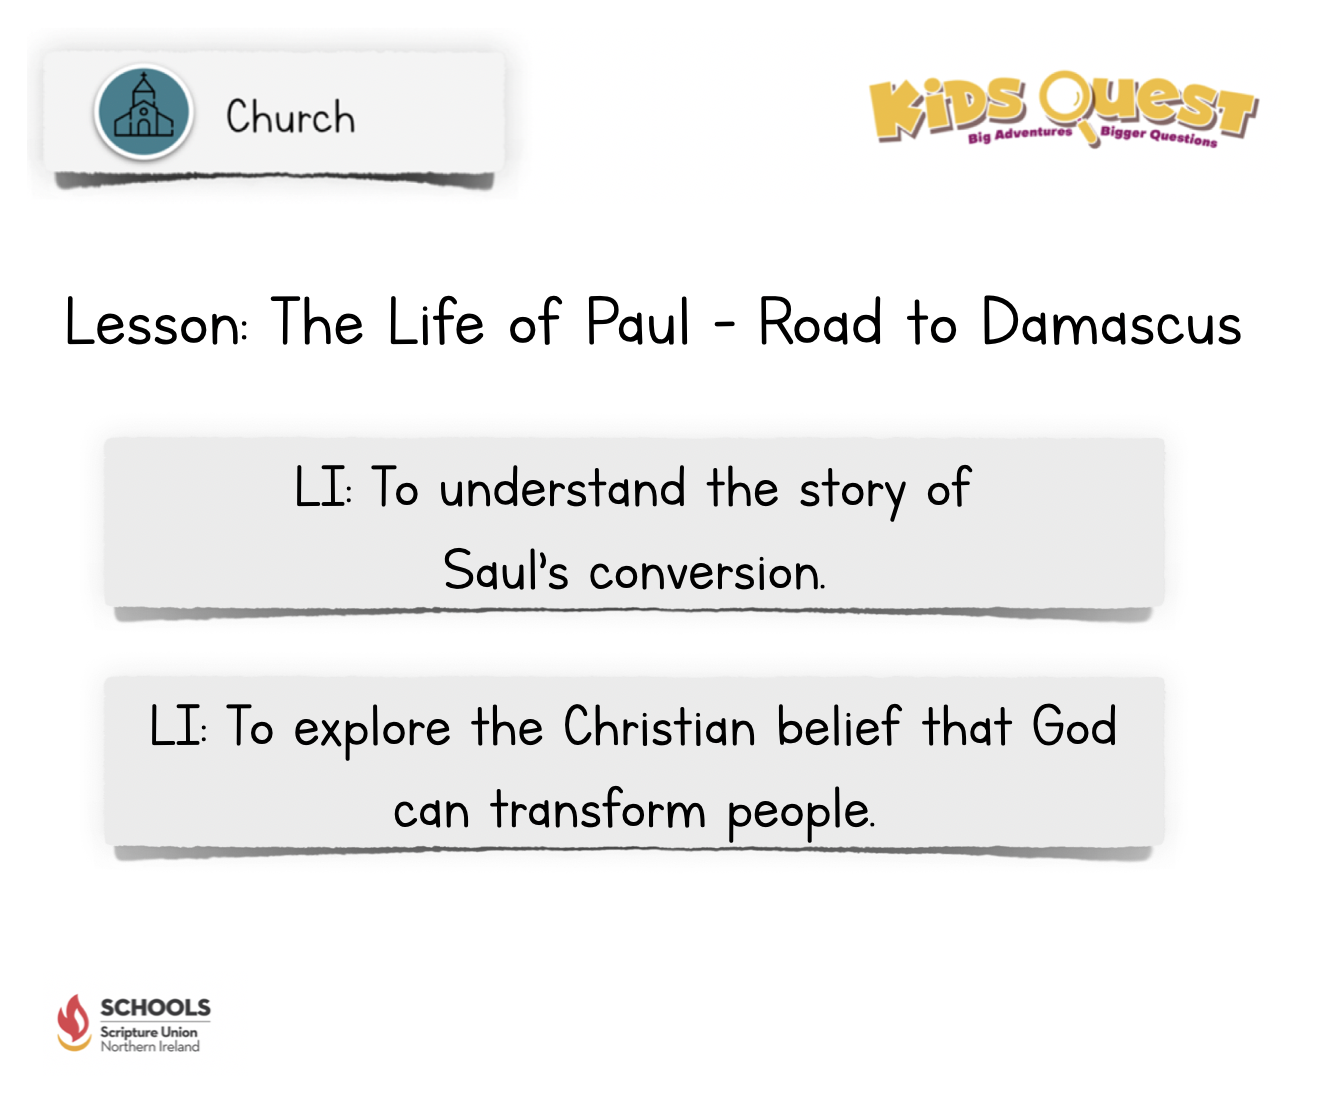 Church
KiDS QUEST
Big Adventures Bigger Questions
Lesson: The Life of Paul - Road to Damascus
LI: To understand the story of
Saul's conversion.
LI: To explore the Christian belief that God
can transform people.
SCHOOLS
Scripture Union
Northern Ireland